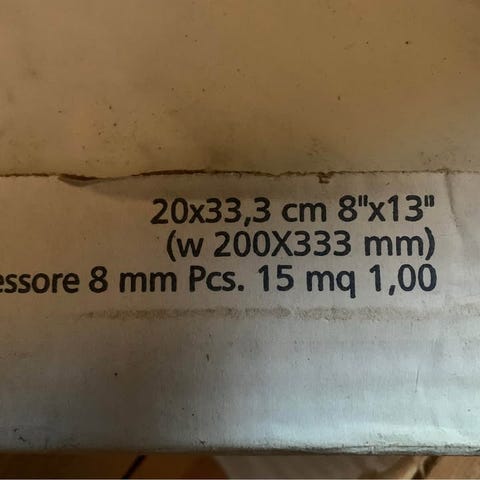 20x33,3 cm 8"x13"
(w 200X333 mm)
essore 8 mm Pcs. 15 mq 1,00